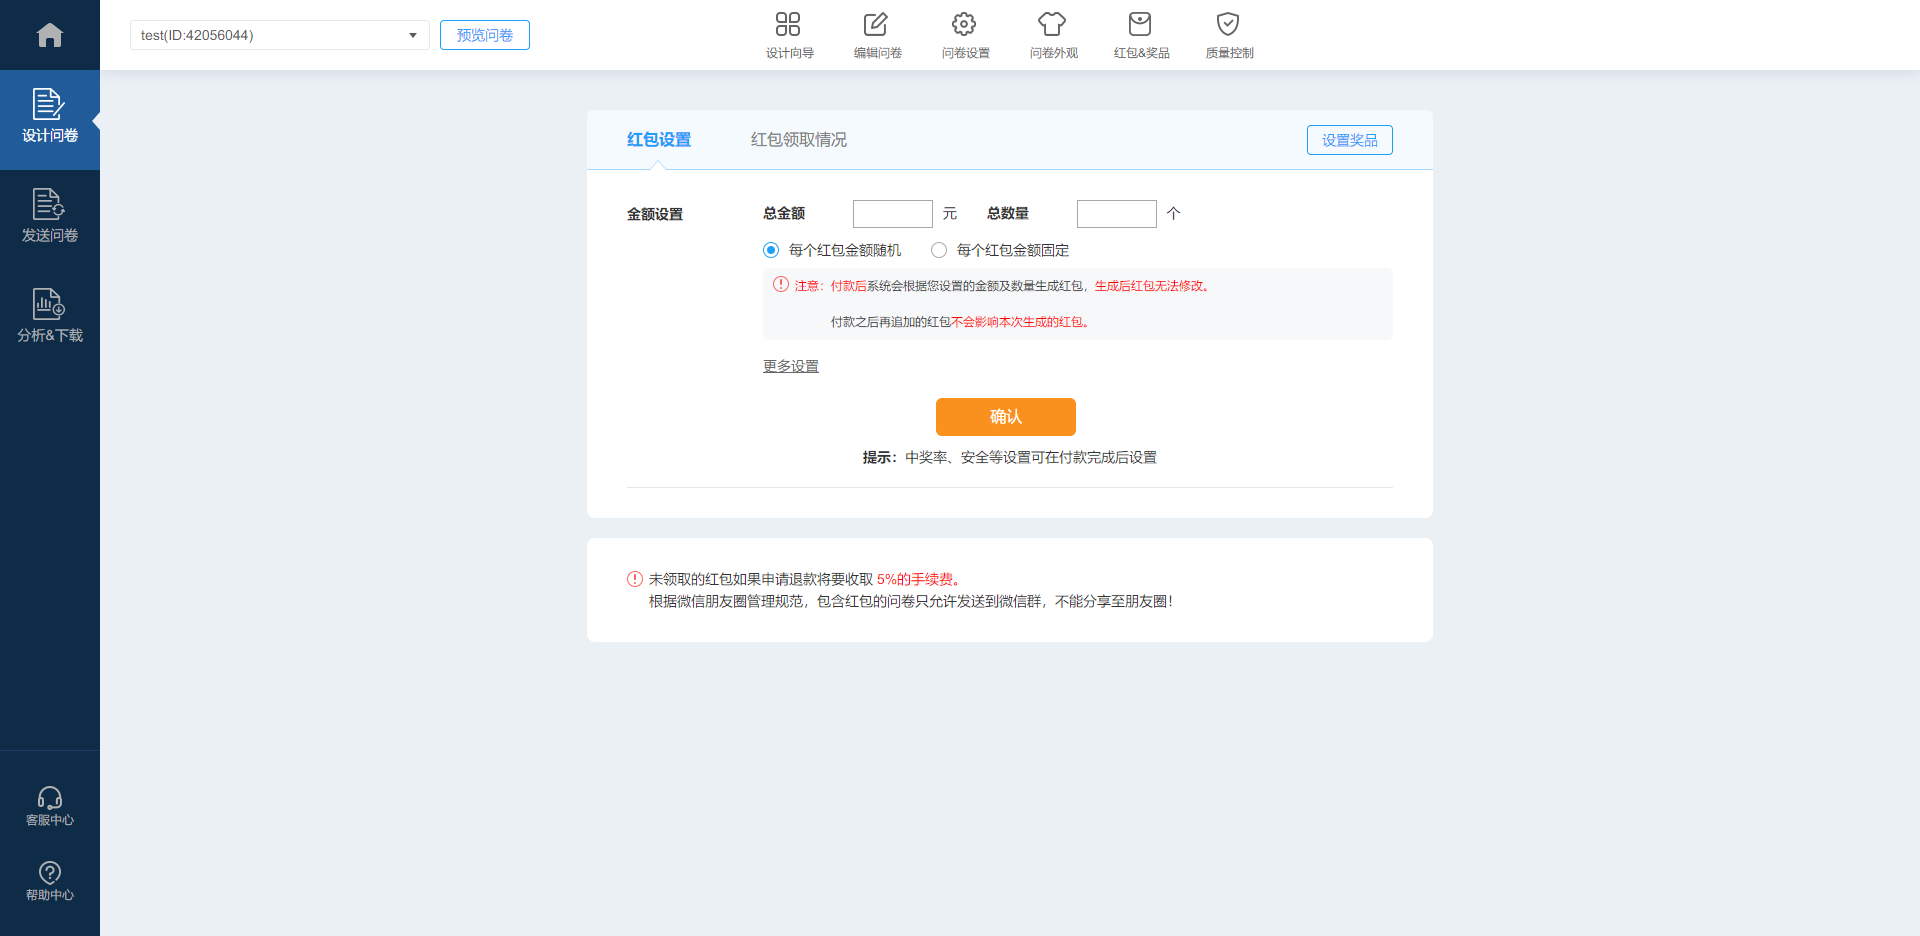 test(ID:42056044)
预览问卷
设计向导
编辑问卷
问卷设置
问卷外观
红包&奖品
质量控制
设计问卷
发送问卷
分析&下载
客服中心
帮助中心
红包设置
红包领取情况
设置奖品
金额设置
总金额 元 总数量 个
每个红包金额随机 每个红包金额固定
注意：付款后系统会根据您设置的金额及数量生成红包，生成后红包无法修改。
付款之后再追加的红包不会影响本次生成的红包。
更多设置
确认
提示：中奖率、安全等设置可在付款完成后设置
未领取的红包如果申请退款将要收取 5%的手续费。
根据微信朋友圈管理规范，包含红包的问卷只允许发送到微信群，不能分享至朋友圈！